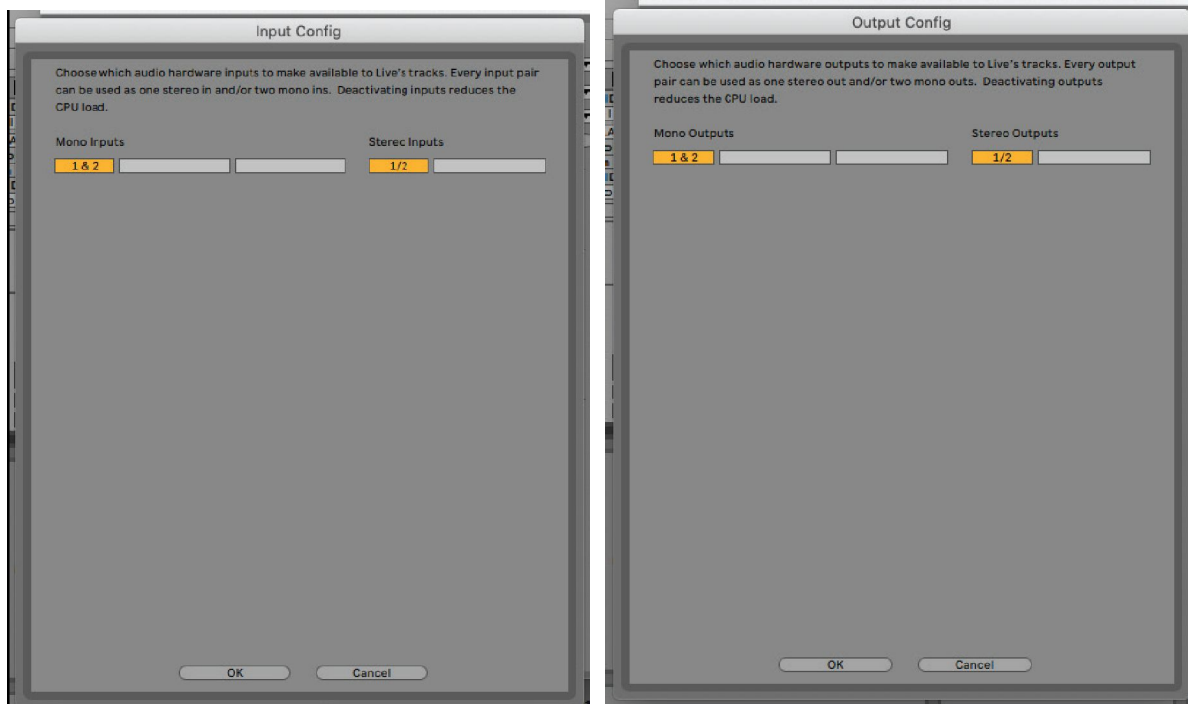 Input Config
Choose which audio hardware inputs to make available to Live's tracks. Every input pair
can be used as one stereo in and/or two mono ins. Deactivating inputs reduces the
CPU load.
Mono Irputs
Sterec Inputs
1 & 2
1/2
OK
Cancel
Output Config
Choose which audio hardware outputs to make available to Live's tracks. Every output
pair can be used as one stereo out and/or two mono outs. Deactivating outputs
reduces the CPU load.
Mono Outputs
Stereo Outputs
1 & 2
1/2
OK
Cancel